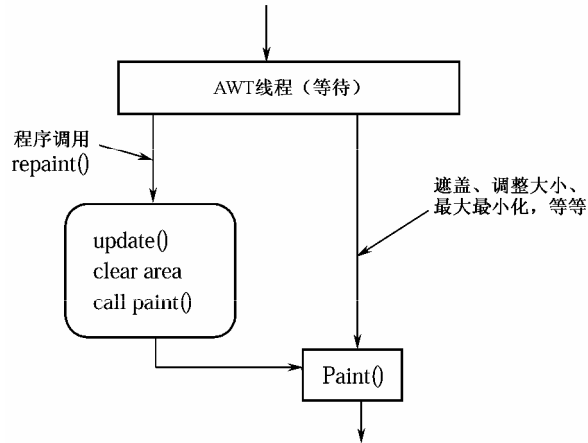 AWT线程（等待）
程序调用
repaint()
遮盖、调整大小、
最大最小化，等等
update()
clear area
call paint()
Paint()